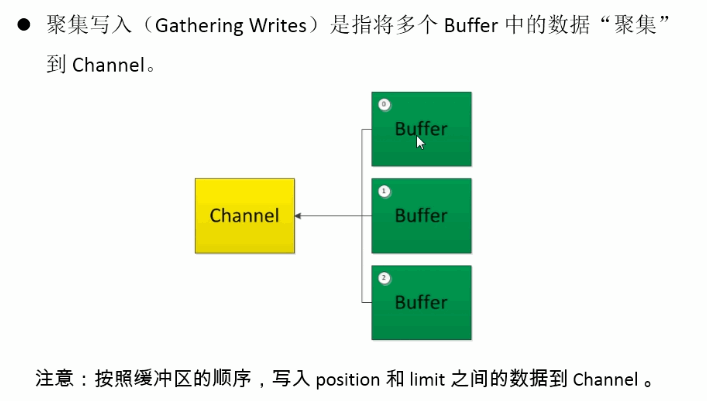 ● 聚集写入（Gathering Writes）是指将多个 Buffer 中的数据“聚集”
到 Channel。
0
Buffer
Channel
1
Buffer
2
Buffer
注意：按照缓冲区的顺序，写入 position 和 limit 之间的数据到 Channel 。